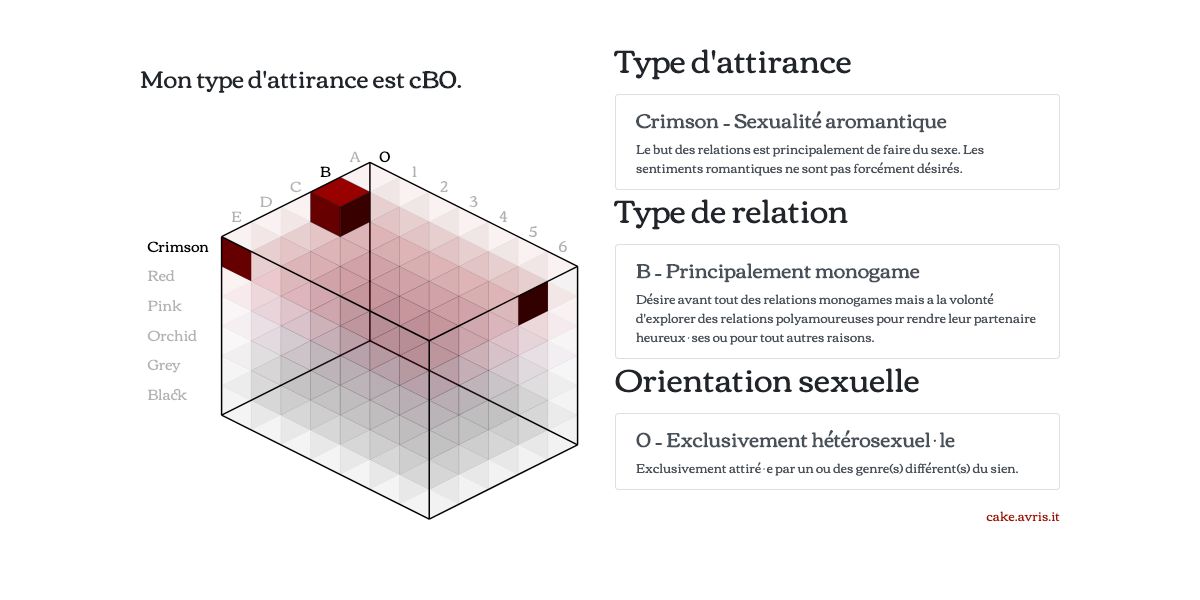 Mon type d'attirance est cBO.
A
O
B
1
C
2
D
3
E
4
5
6
Crimson
Red
Pink
Orchid
Grey
Black
Type d'attirance
Crimson - Sexualité aromantique
Le but des relations est principalement de faire du sexe. Les
sentiments romantiques ne sont pas forcément désirés.
Type de relation
B - Principalement monogame
Désire avant tout des relations monogames mais a la volonté
d'explorer des relations polyamoureuses pour rendre leur partenaire
heureux·ses ou pour tout autres raisons.
Orientation sexuelle
0 - Exclusivement hétérosexuel·le
Exclusivement attiré·e par un ou des genre(s) différent(s) du sien.
cake.avris.it